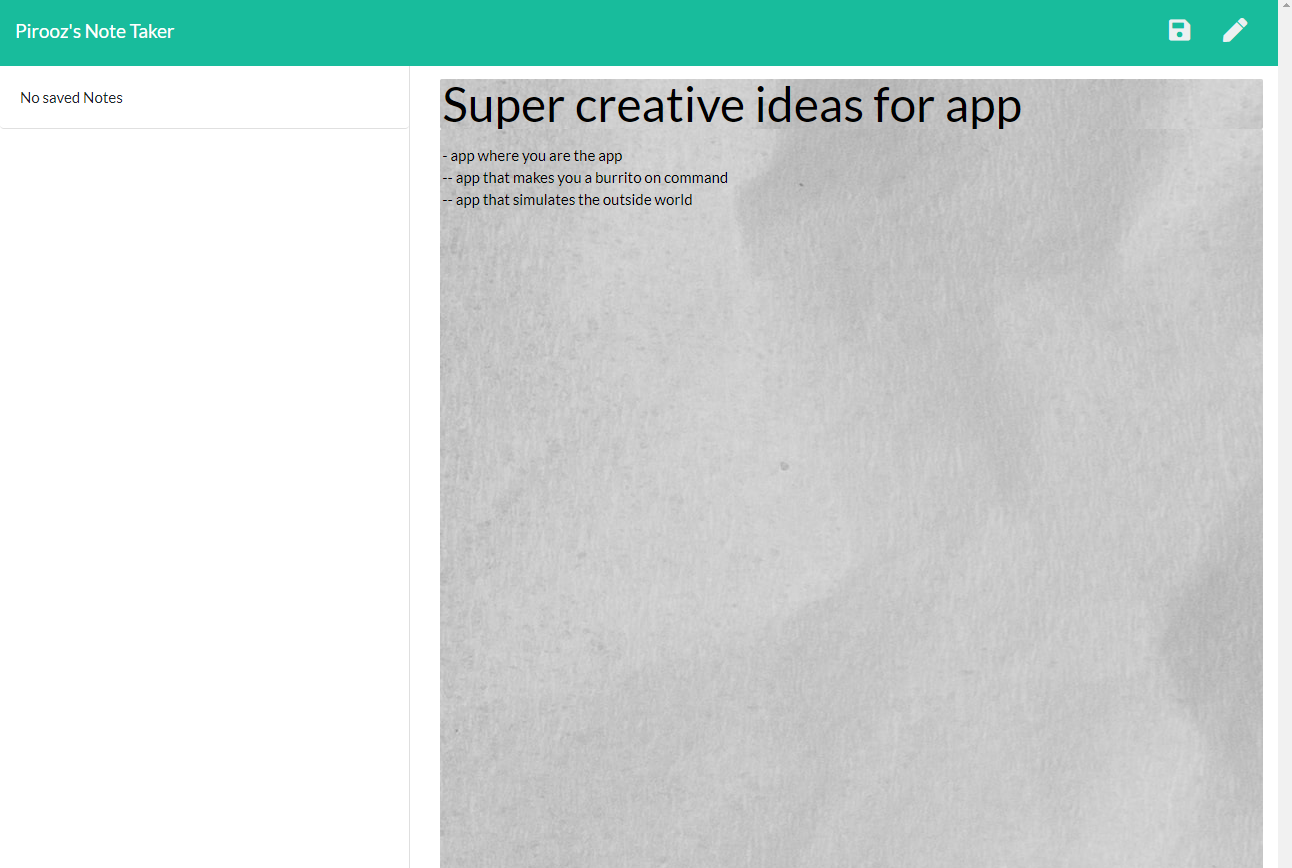 Pirooz's Note Taker
No saved Notes
Super creative ideas for app
- app where you are the app
-- app that makes you a burrito on command
-- app that simulates the outside world